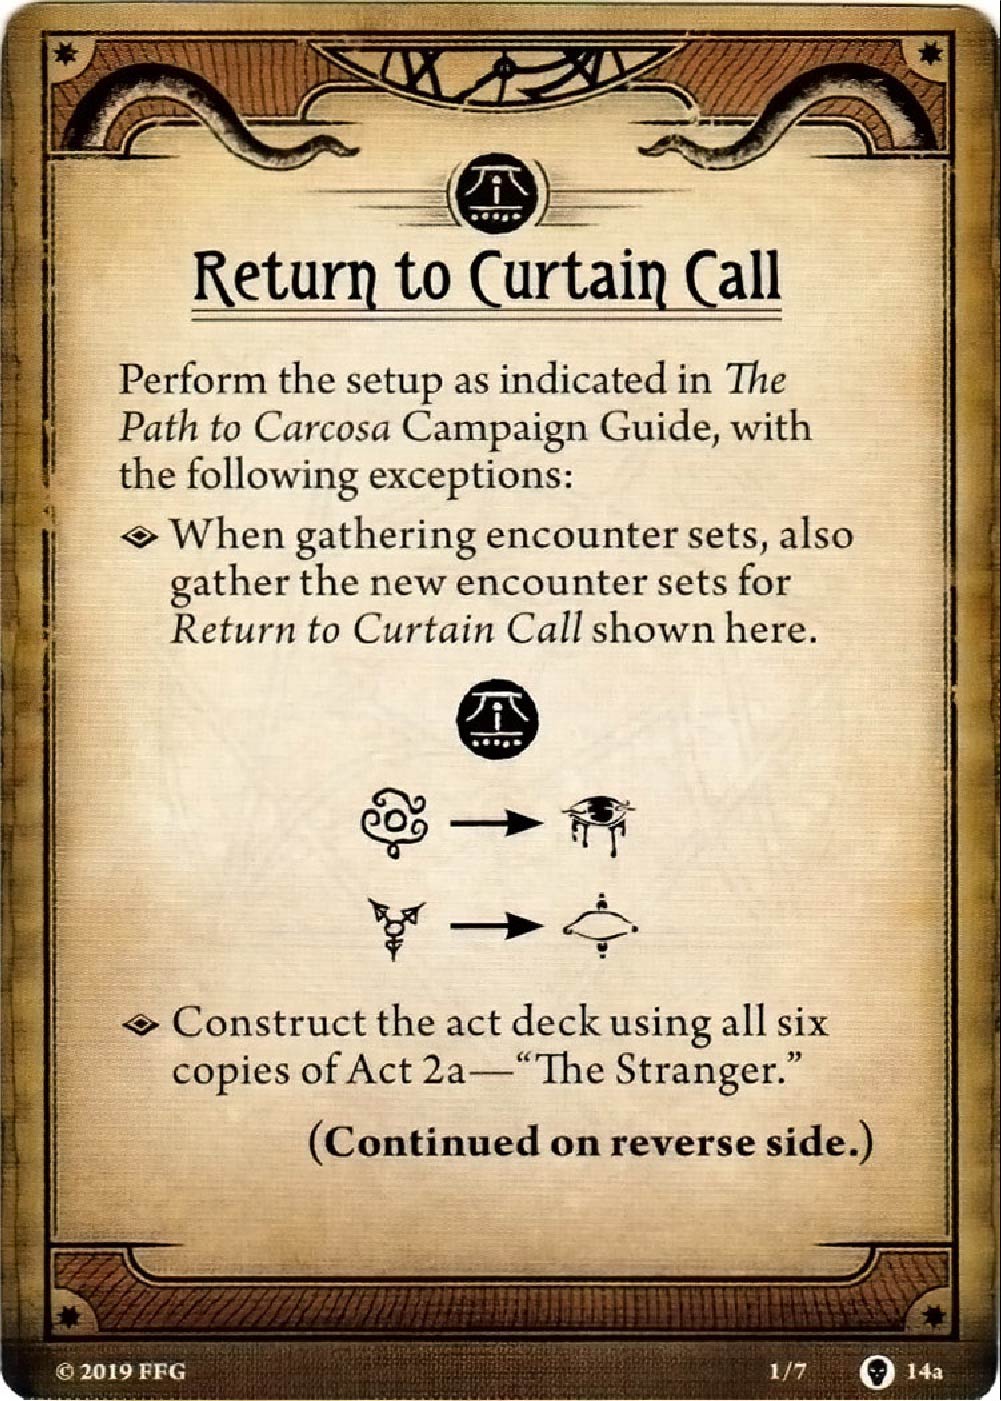 Return to Curtain Call
Perform the setup as indicated in The
Path to Carcosa Campaign Guide, with
the following exceptions:
When gathering encounter sets, also
gather the new encounter sets for
Return to Curtain Call shown here.
Construct the act deck using all six
copies of Act 2a—“The Stranger.”
(Continued on reverse side.)
© 2019 FFG 1/7 14a